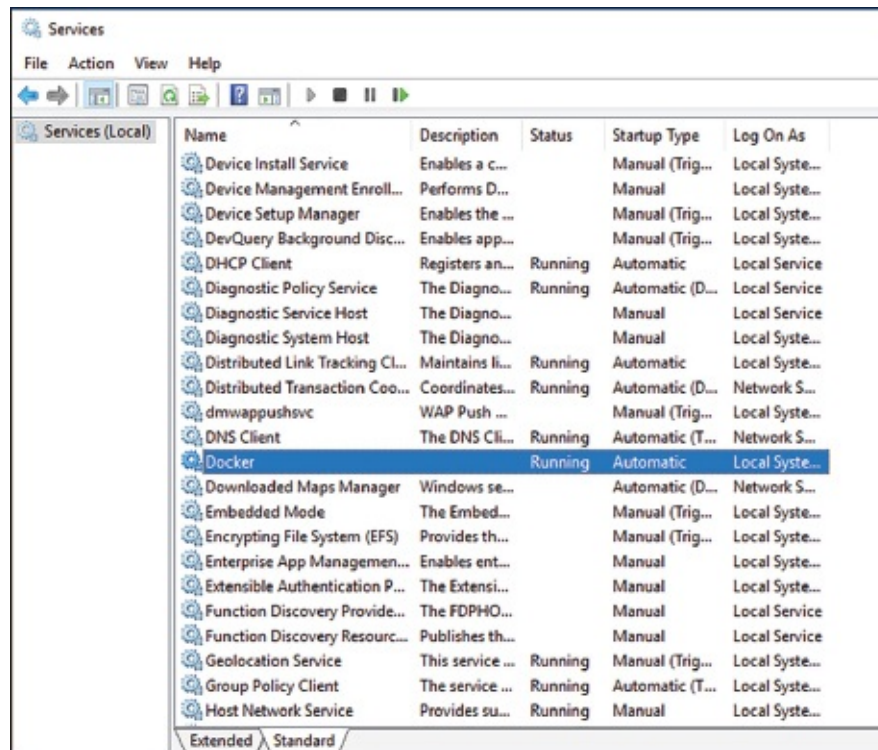 Services
File Action View Help
Services (Local)
Name Description Status Startup Type Log On As
Device Install Service Enables a c... Manual (Trig... Local Syste...
Device Management Enroll... Performs D... Manual Local Syste...
Device Setup Manager Enables the ... Manual (Trig... Local Syste...
DevQuery Background Disc... Enables app... Manual (Trig... Local Syste...
DHCP Client Registers an... Running Automatic Local Service
Diagnostic Policy Service The Diagno... Running Automatic (D... Local Service
Diagnostic Service Host The Diagno... Manual Local Service
Diagnostic System Host The Diagno... Manual Local Syste...
Distributed Link Tracking Cl... Maintains li... Running Automatic Local Syste...
Distributed Transaction Coo... Coordinates... Running Automatic (D... Network S...
dmwappushsvc WAP Push ... Manual (Trig... Local Syste...
DNS Client The DNS Cli... Running Automatic (T... Network S...
Docker Running Automatic Local Syste...
Downloaded Maps Manager Windows se... Automatic (D... Network S...
Embedded Mode The Embed... Manual (Trig... Local Syste...
Encrypting File System (EFS) Provides th... Manual (Trig... Local Syste...
Enterprise App Managemen... Enables ent... Manual Local Syste...
Extensible Authentication P... The Extensi... Manual Local Syste...
Function Discovery Provide... The FDPHO... Manual Local Service
Function Discovery Resourc... Publishes th... Manual Local Service
Geolocation Service This service ... Running Manual (Trig... Local Syste...
Group Policy Client The service ... Running Automatic (T... Local Syste...
Host Network Service Provides su... Running Manual Local Syste...
Extended Standard